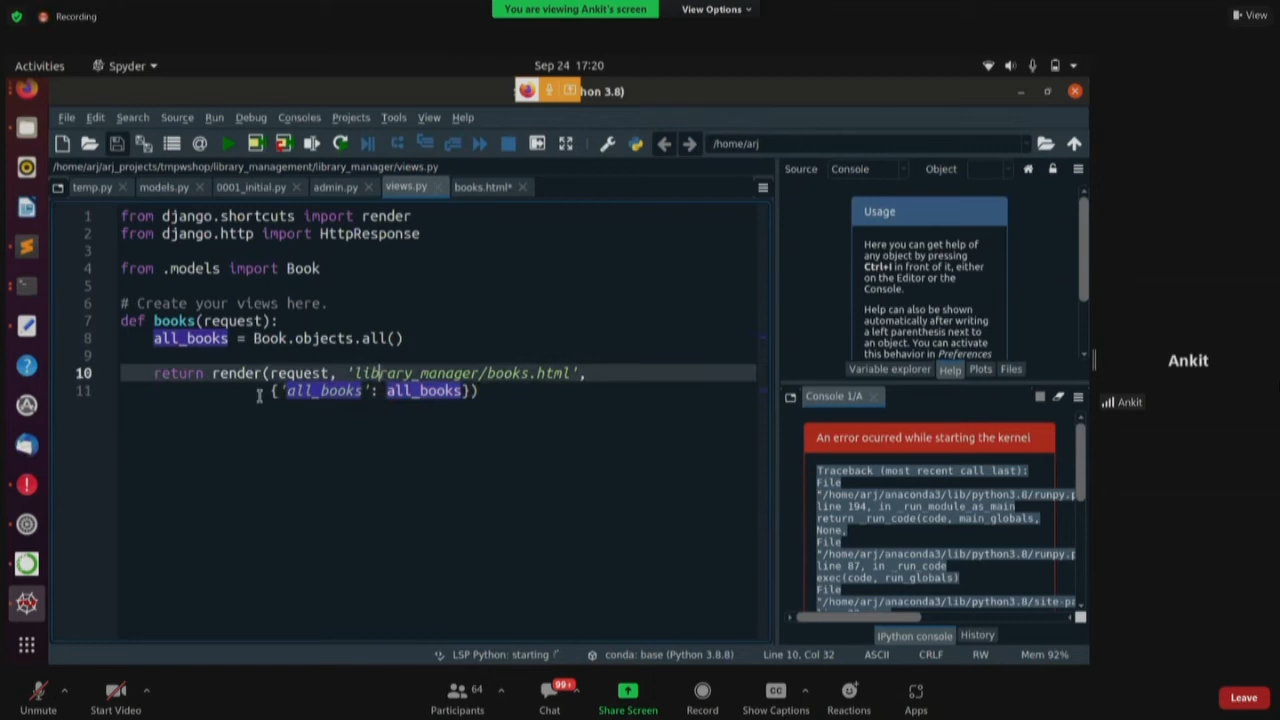 Recording
You are viewing Ankit's screen
View Options
View
Activities
Spyder
Sep 24 17:20
hon 3.8)
File Edit Search Source Run Debug Consoles Projects Tools View Help
/home/arj
/home/arj/arj_projects/tmpwshop/library_management/library_manager/views.py
Source Console Object
temp.py models.py 0001_initial.py admin.py views.py books.html*
1 from django.shortcuts import render
2 from django.http import HttpResponse
3
4 from .models import Book
5
6 # Create your views here.
7 def books(request):
8 all_books = Book.objects.all()
9
10 return render(request, 'library_manager/books.html',
11 {'all_books': all_books})
Usage
Here you can get help of
any object by pressing
Ctrl+I in front of it, either
on the Editor or the
Console.
Help can also be shown
automatically after writing
a left parenthesis next to
an object. You can activate
this behavior in Preferences
Variable explorer Help Plots Files
Console 1/A
An error ocurred while starting the kernel
Traceback (most recent call last):
File
"/home/arj/anaconda3/lib/python3.8/runpy.p
line 194, in _run_module_as_main
return _run_code(code, main_globals,
None,
File
"/home/arj/anaconda3/lib/python3.8/runpy.p
line 87, in _run_code
exec(code, run_globals)
File
"/home/arj/anaconda3/lib/python3.8/site-pa
IPython console History
LSP Python: starting
conda: base (Python 3.8.8)
Line 10, Col 32
ASCII
CRLF
RW
Mem 92%
Ankit
Ankit
Unmute
Start Video
64
Participants
99+
Chat
Share Screen
Record
CC
Show Captions
Reactions
Apps
Leave